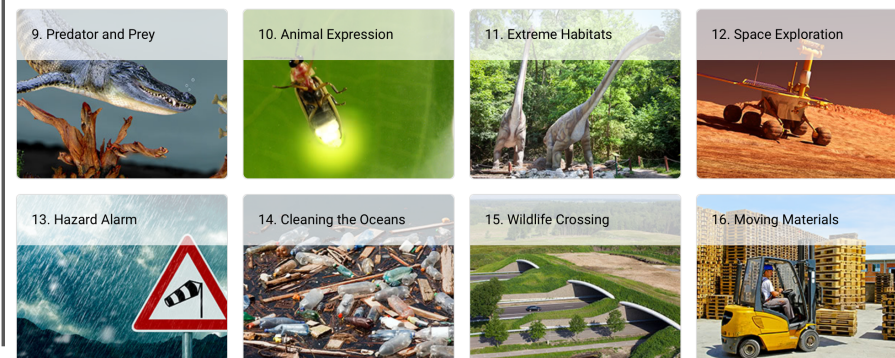 9. Predator and Prey
10. Animal Expression
11. Extreme Habitats
12. Space Exploration
13. Hazard Alarm
14. Cleaning the Oceans
15. Wildlife Crossing
16. Moving Materials